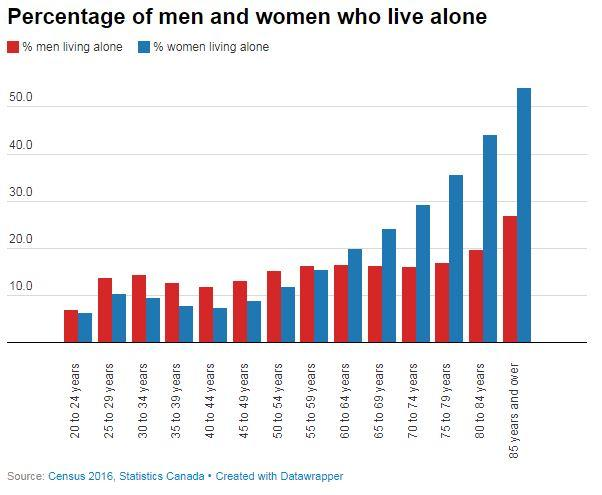 Percentage of men and women who live alone
% men living alone % women living alone
50.0
40.0
30.0
20.0
10.0
20 to 24 years
25 to 29 years
30 to 34 years
35 to 39 years
40 to 44 years
45 to 49 years
50 to 54 years
55 to 59 years
60 to 64 years
65 to 69 years
70 to 74 years
75 to 79 years
80 to 84 years
85 years and over
Source: Census 2016, Statistics Canada • Created with Datawrapper